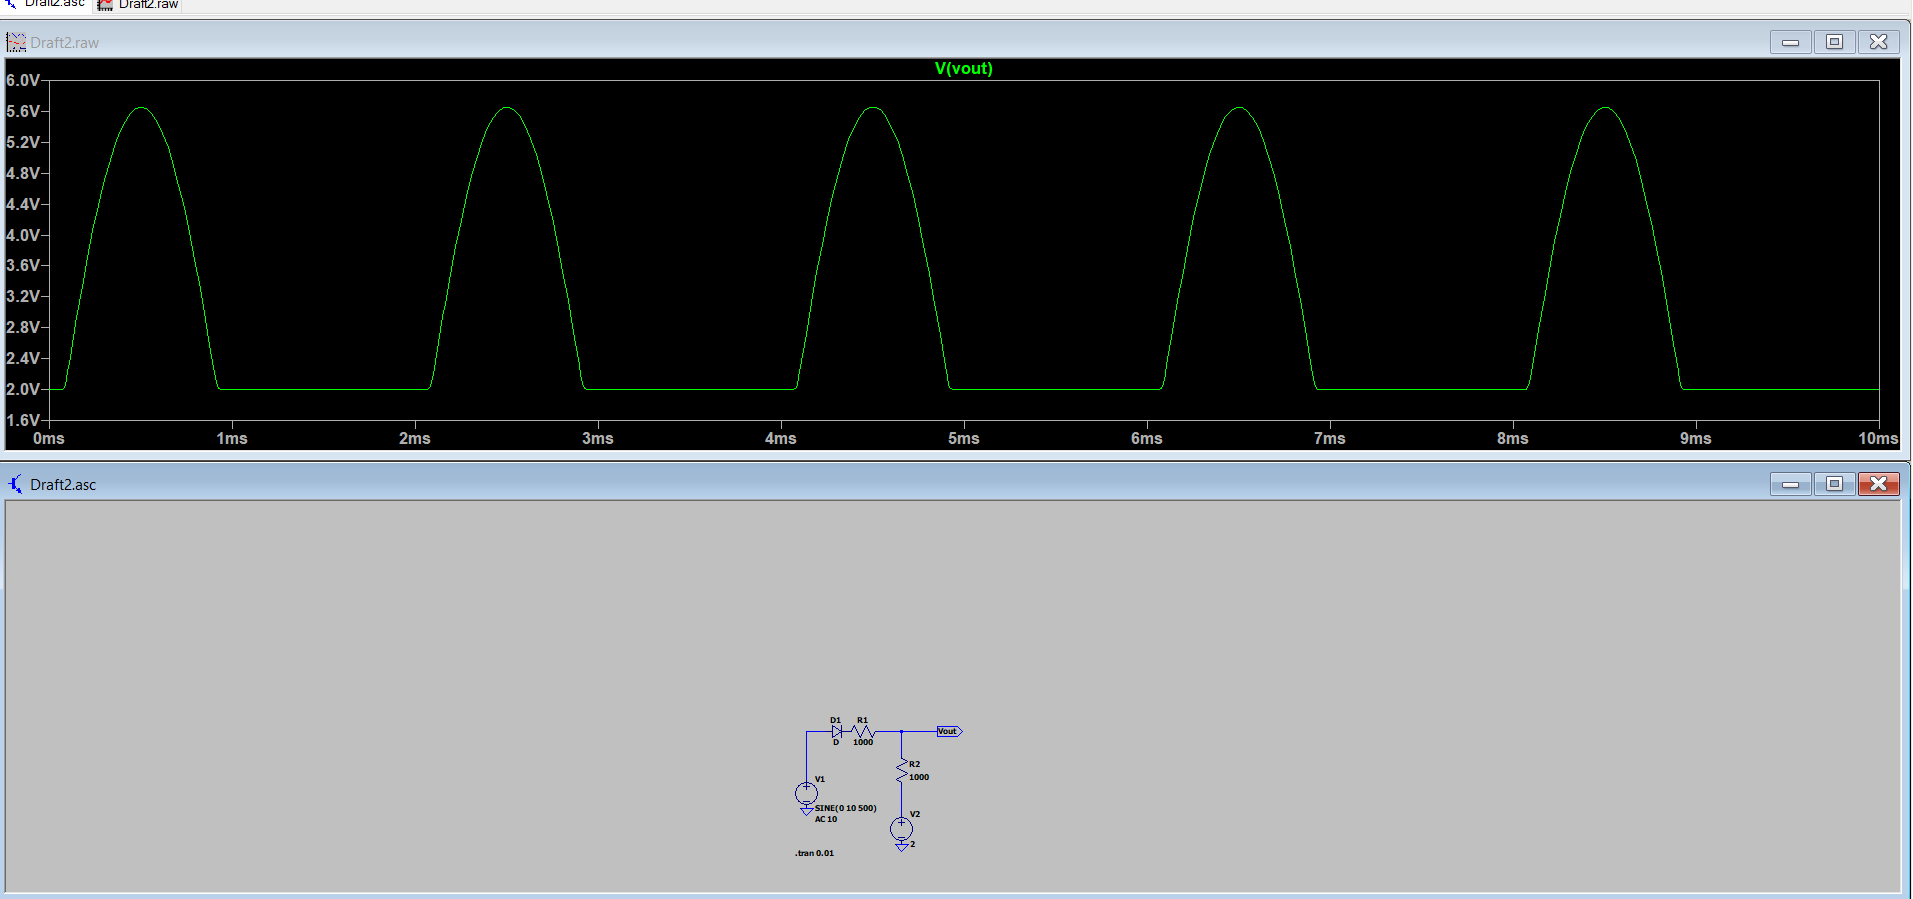 Draft2.asc Draft2.raw
Draft2.raw
V(vout)
6.0V
5.6V
5.2V
4.8V
4.4V
4.0V
3.6V
3.2V
2.8V
2.4V
2.0V
1.6V
0ms 1ms 2ms 3ms 4ms 5ms 6ms 7ms 8ms 9ms 10ms
Draft2.asc
D1 R1
Vout
D 1000
R2
1000
V1
SINE(0 10 500)
AC 10
V2
2
.tran 0.01